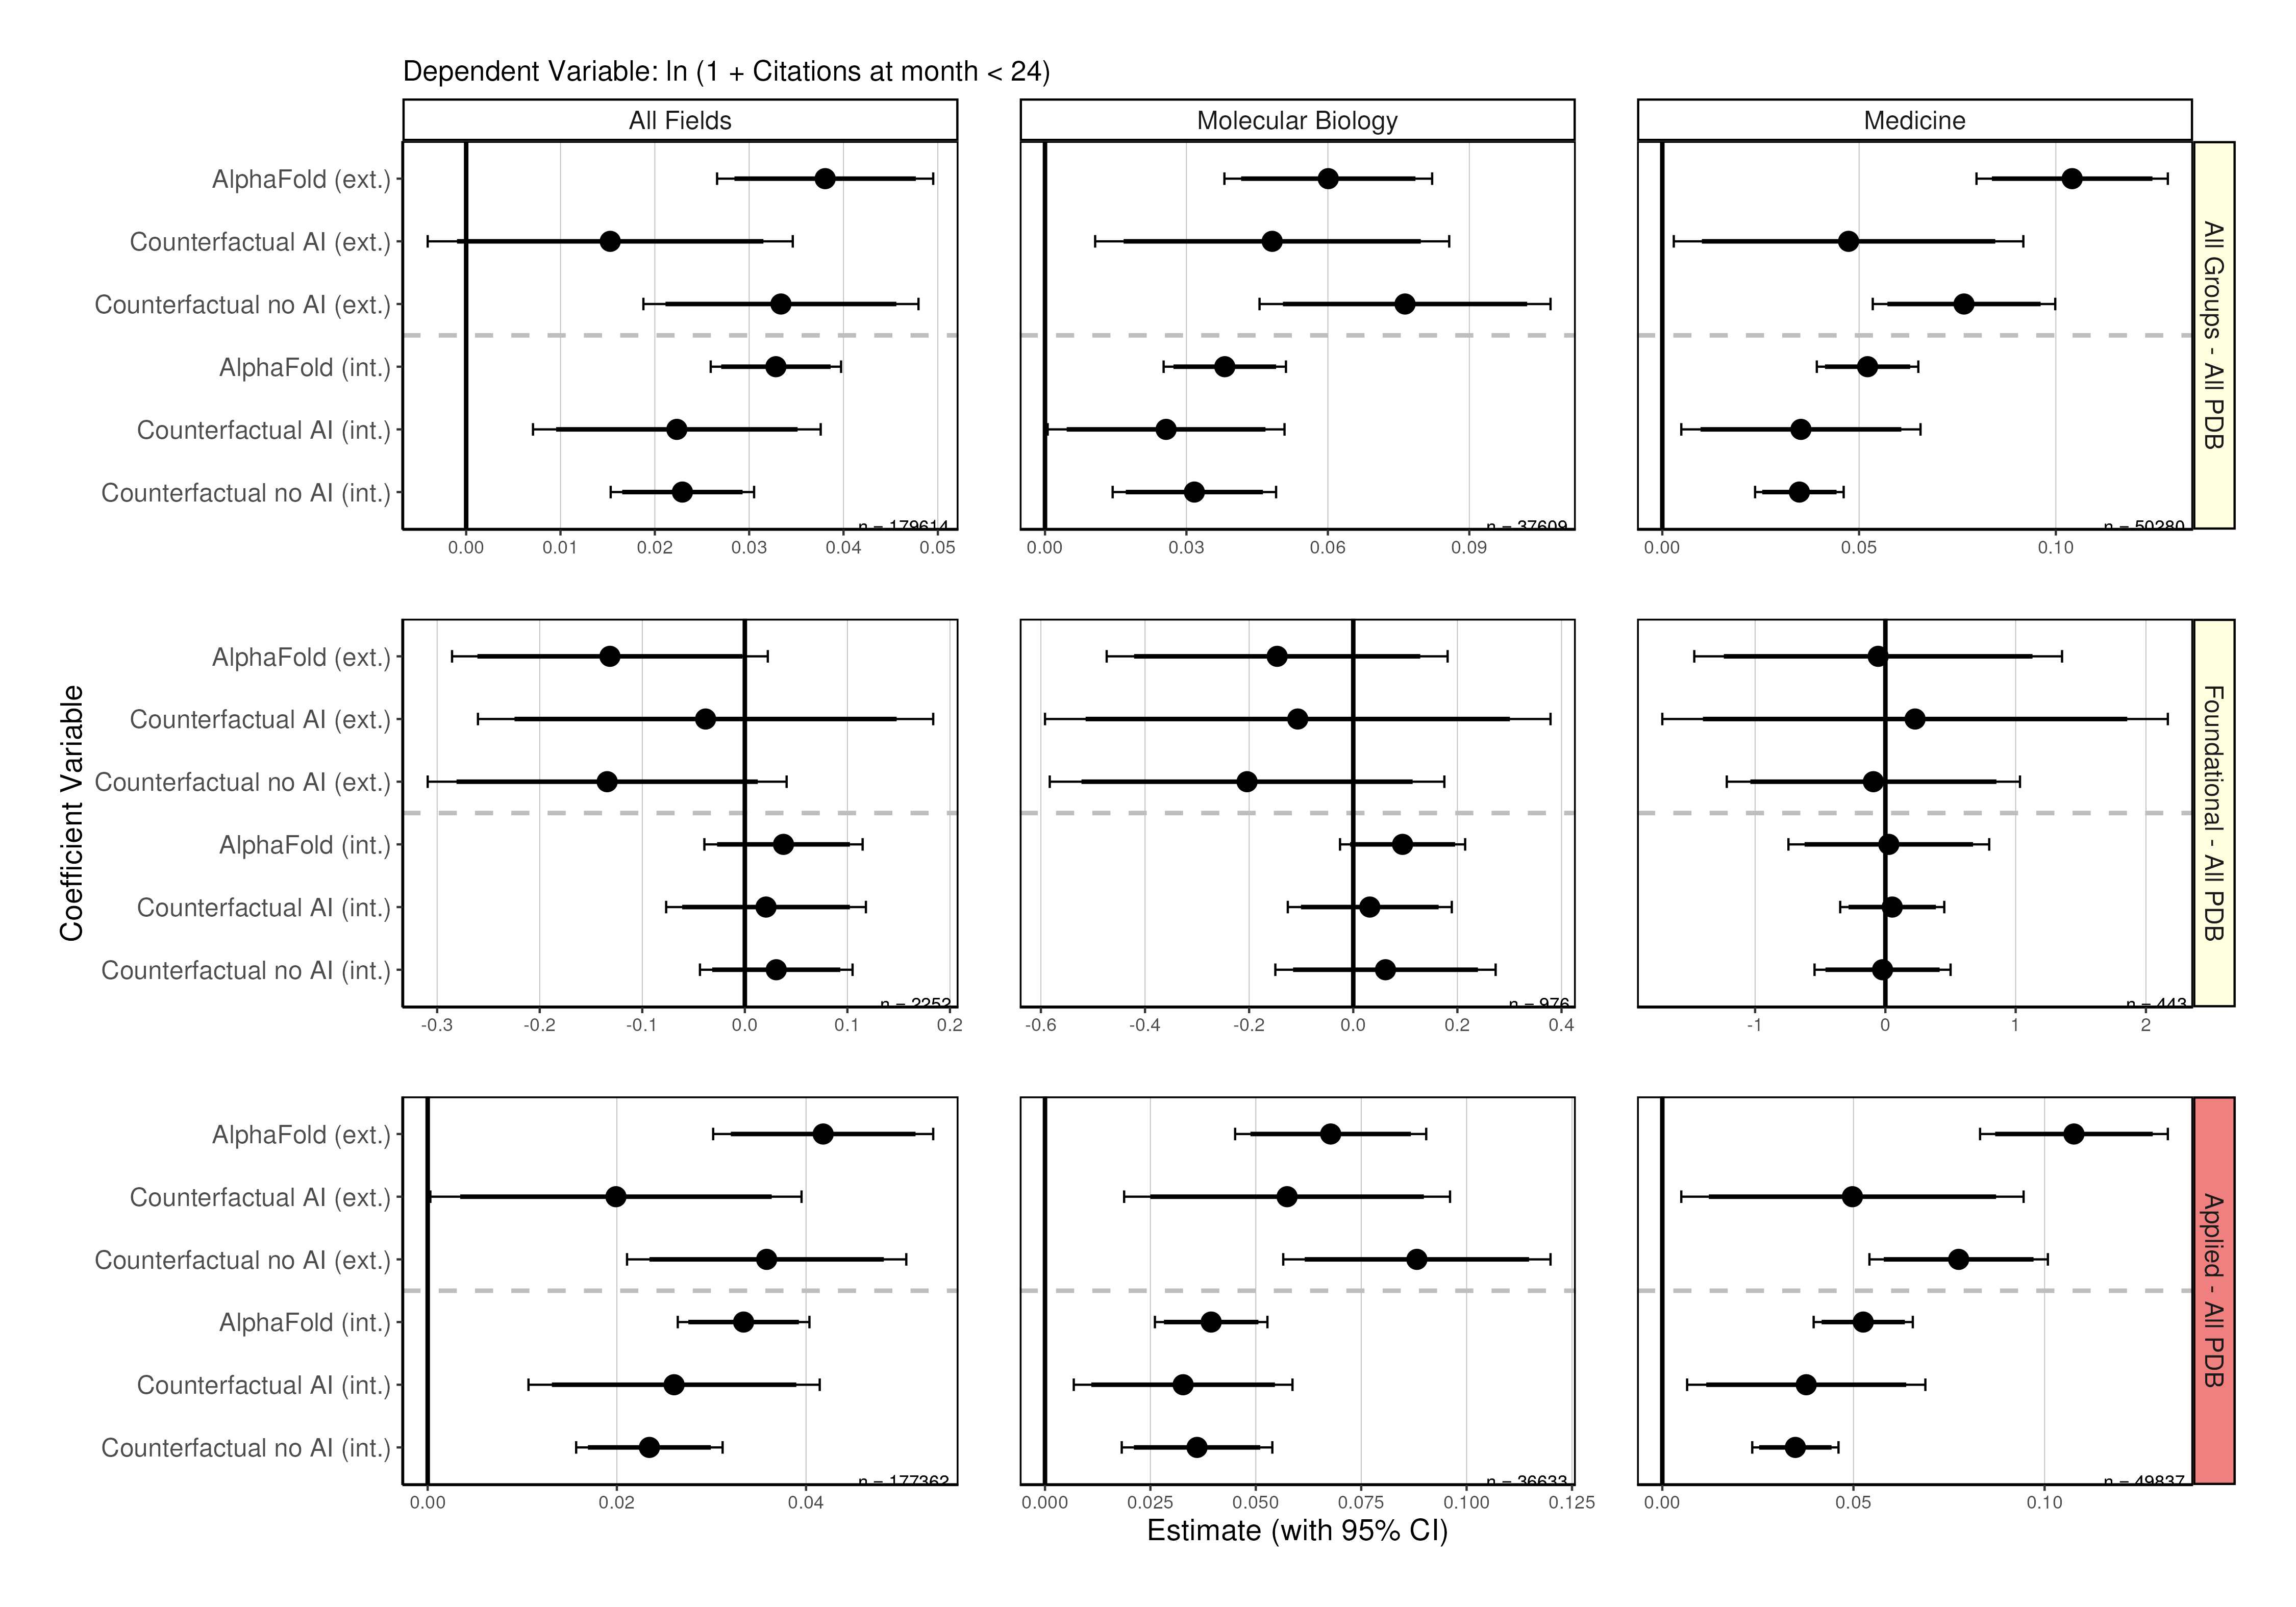 Dependent Variable: ln (1 + Citations at month < 24)
All Fields
Molecular Biology
Medicine
AlphaFold (ext.)
Counterfactual AI (ext.)
Counterfactual no AI (ext.)
AlphaFold (int.)
Counterfactual AI (int.)
Counterfactual no AI (int.)
n = 179614
n = 37609
n = 50280
0.00 0.01 0.02 0.03 0.04 0.05
0.00 0.03 0.06 0.09
0.00 0.05 0.10
All Groups - All PDB
Coefficient Variable
AlphaFold (ext.)
Counterfactual AI (ext.)
Counterfactual no AI (ext.)
AlphaFold (int.)
Counterfactual AI (int.)
Counterfactual no AI (int.)
n = 2252
n = 976
n = 443
-0.3 -0.2 -0.1 0.0 0.1 0.2
-0.6 -0.4 -0.2 0.0 0.2 0.4
-1 0 1 2
Foundational - All PDB
AlphaFold (ext.)
Counterfactual AI (ext.)
Counterfactual no AI (ext.)
AlphaFold (int.)
Counterfactual AI (int.)
Counterfactual no AI (int.)
n = 177362
n = 36633
n = 49837
0.00 0.02 0.04
0.000 0.025 0.050 0.075 0.100 0.125
0.00 0.05 0.10
Applied - All PDB
Estimate (with 95% CI)